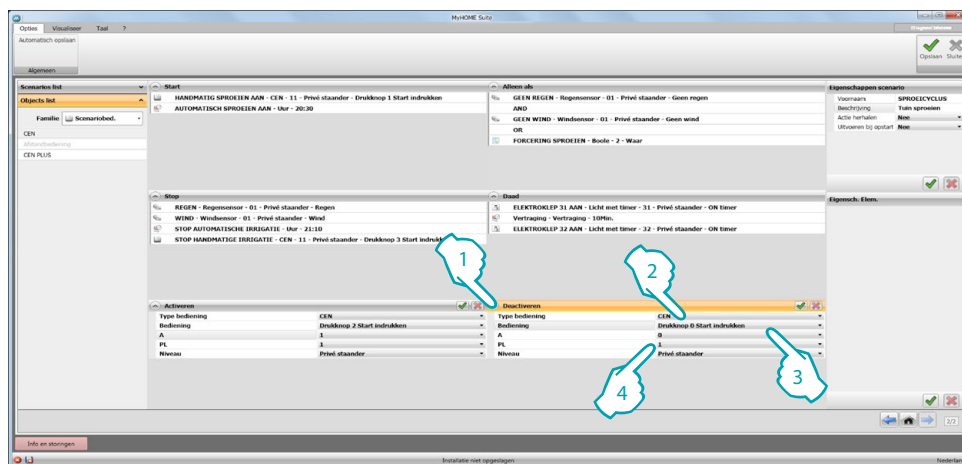 MyHOME Suite
Opties Visualiseer Taal ?
Automatisch opslaan
Algemeen
Opslaan Sluite
Scenarios list
Objects list
Familie Scenariobed.
CEN
Afstandbediening
CEN PLUS
Start
HANDMATIG SPROEIEN AAN - CEN - 11 - Privé staander - Drukknop 1 Start indrukken
AUTOMATISCH SPROEIEN AAN - Uur - 20:30
Alleen als
GEEN REGEN - Regensensor - 01 - Privé staander - Geen regen
AND
GEEN WIND - Windsensor - 01 - Privé staander - Geen wind
OR
FORCERING SPROEIEN - Boole - 2 - Waar
Eigenschappen scenario
Voornaam SPROEICYCLUS
Beschrijving Tuin sproeien
Actie herhalen Nee
Uitvoeren bij opstart Nee
Stop
REGEN - Regensensor - 01 - Privé staander - Regen
WIND - Windsensor - 01 - Privé staander - Wind
STOP AUTOMATISCHE IRRIGATIE - Uur - 21:10
STOP HANDMATIGE IRRIGATIE - CEN - 11 - Privé staander - Drukknop 3 Start indrukk
Daad
ELEKTROKLEP 31 AAN - Licht met timer - 31 - Privé staander - ON timer
Vertraging - Vertraging - 10Min.
ELEKTROKLEP 32 AAN - Licht met timer - 32 - Privé staander - ON timer
Eigensch. Elem.
1
2
3
4
Activeren
Type bediening CEN
Bediening Drukknop 2 Start indrukken
A 1
PL 1
Niveau Privé staander
Deactiveren
Type bediening CEN
Bediening Drukknop 0 Start indrukken
A 0
PL 1
Niveau Privé staander
2/2
Info en storingen
Installatie niet opgeslagen
Nederlan